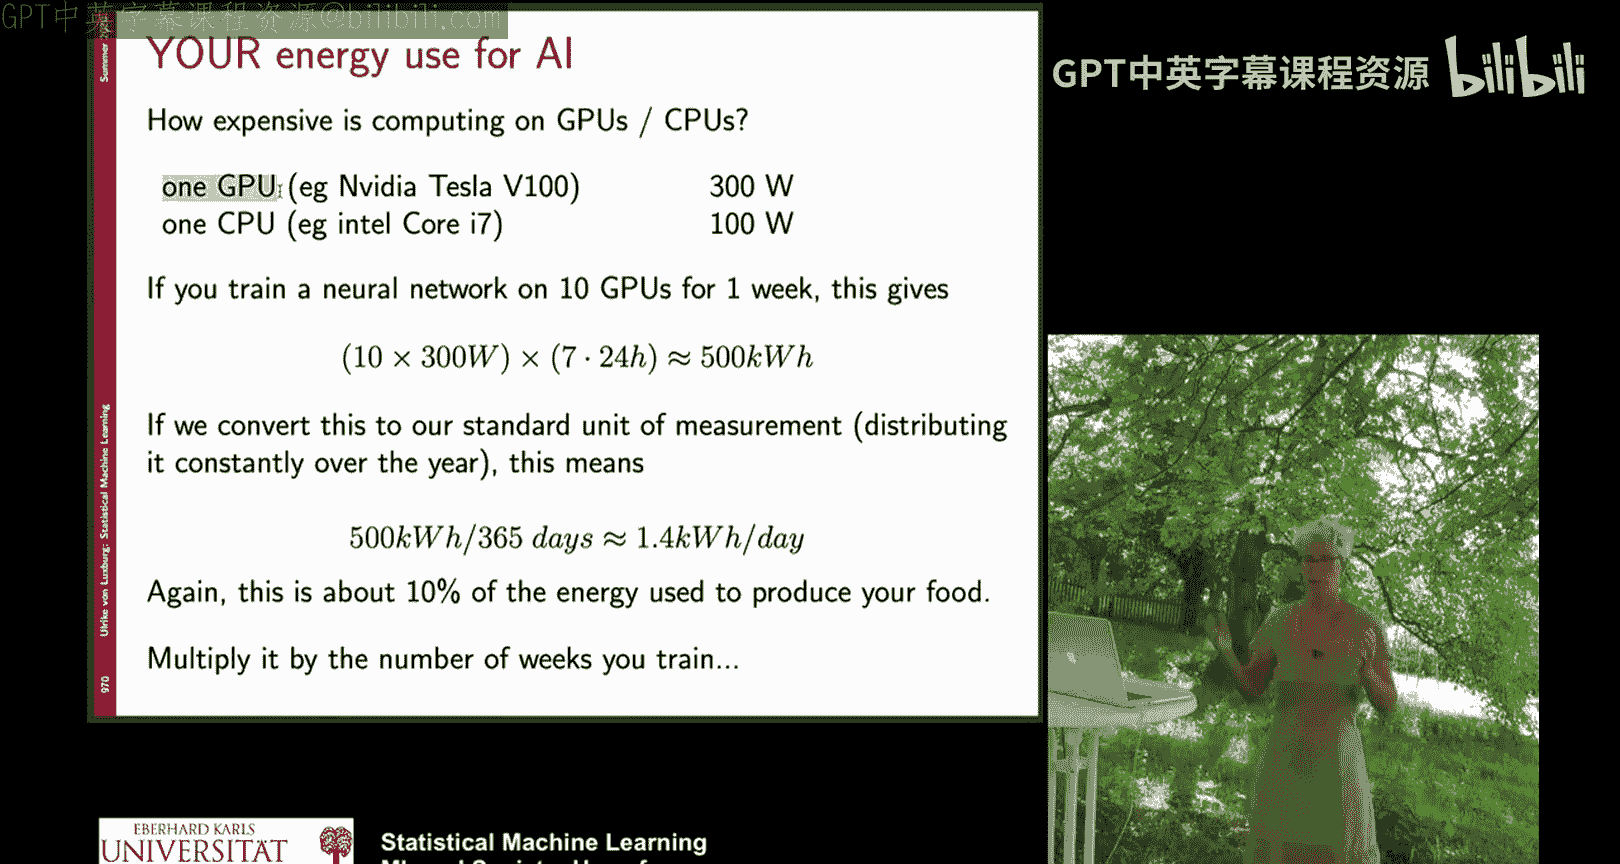 GPT中英字幕课程资源@bilibili.com
YOUR energy use for AI
How expensive is computing on GPUs / CPUs?
one GPU (eg Nvidia Tesla V100) 300 W
one CPU (eg intel Core i7) 100 W
If you train a neural network on 10 GPUs for 1 week, this gives
(10 × 300W) × (7 · 24h) ≈ 500kWh
If we convert this to our standard unit of measurement (distributing
it constantly over the year), this means
500kWh/365 days ≈ 1.4kWh/day
Again, this is about 10% of the energy used to produce your food.
Multiply it by the number of weeks you train...
Summer
Ulrike von Luxburg: Statistical Machine Learning
970
GPT中英字幕课程资源 bilibili
EBERHARD KARLS
UNIVERSITÄT
Statistical Machine Learning